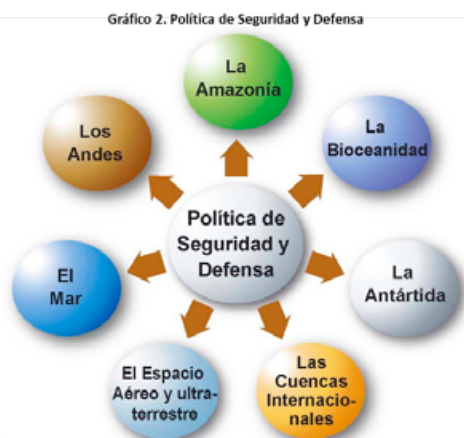 Gráfico 2. Política de Seguridad y Defensa
La
Amazonía
Los
Andes
La
Bioceanidad
Política de
Seguridad y
Defensa
El
Mar
La
Antártida
El Espacio
Aéreo y ultra-
terrestre
Las
Cuencas
Internacio-
nales